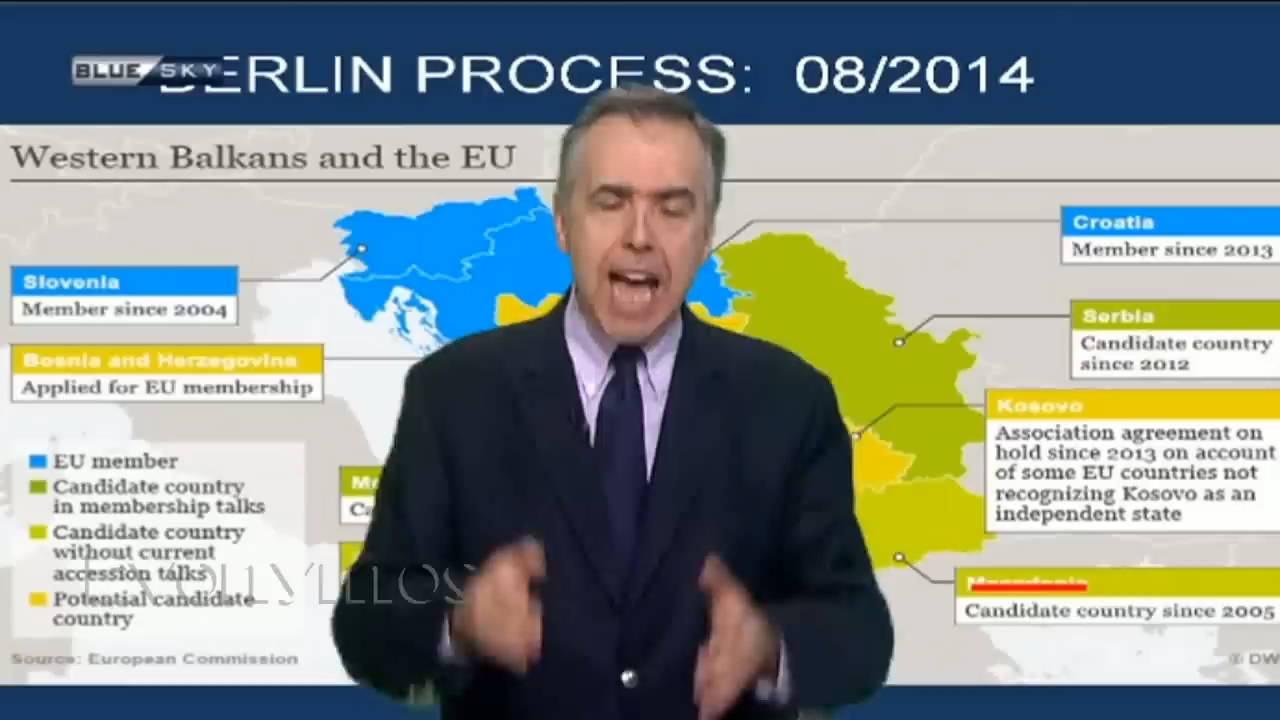 BLUE SKY
BERLIN PROCESS: 08/2014
Western Balkans and the EU
Croatia
Member since 2013
Slovenia
Member since 2004
Serbia
Candidate country
since 2012
Bosnia and Herzegovina
Applied for EU membership
Kosovo
Association agreement on
hold since 2013 on account
of some EU countries not
recognizing Kosovo as an
independent state
EU member
Candidate country
in membership talks
Candidate country
without current
accession talks
Potential candidate
country
Macedonia
Candidate country since 2005
Source: European Commission
© DW